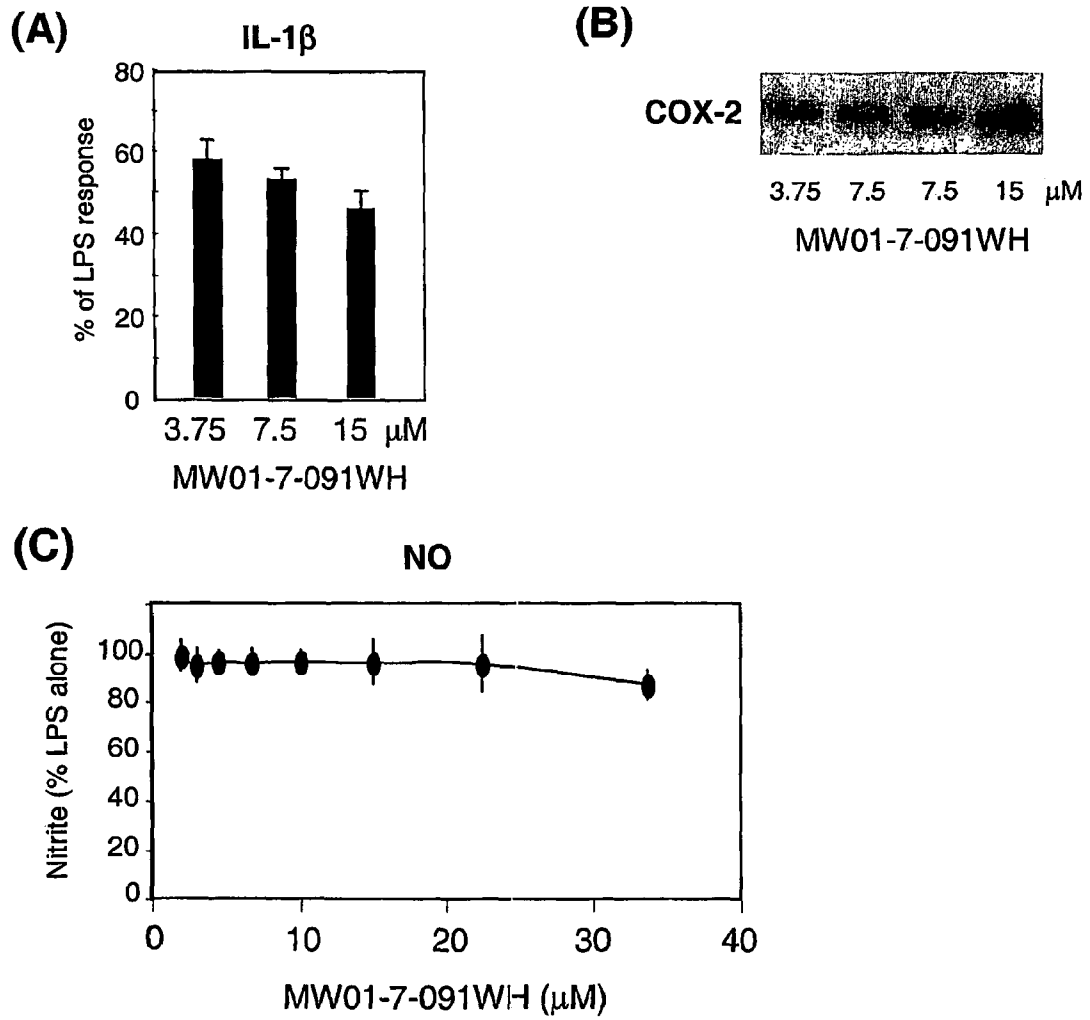 (A)
IL-1β
80
60
40
20
0
% of LPS response
3.75 7.5 15 μM
MW01-7-091WH
(B)
COX-2
3.75 7.5 7.5 15 μM
MW01-7-091WH
(C)
NO
100
80
60
40
20
0
Nitrite (% LPS alone)
0 10 20 30 40
MW01-7-091WH (μM)